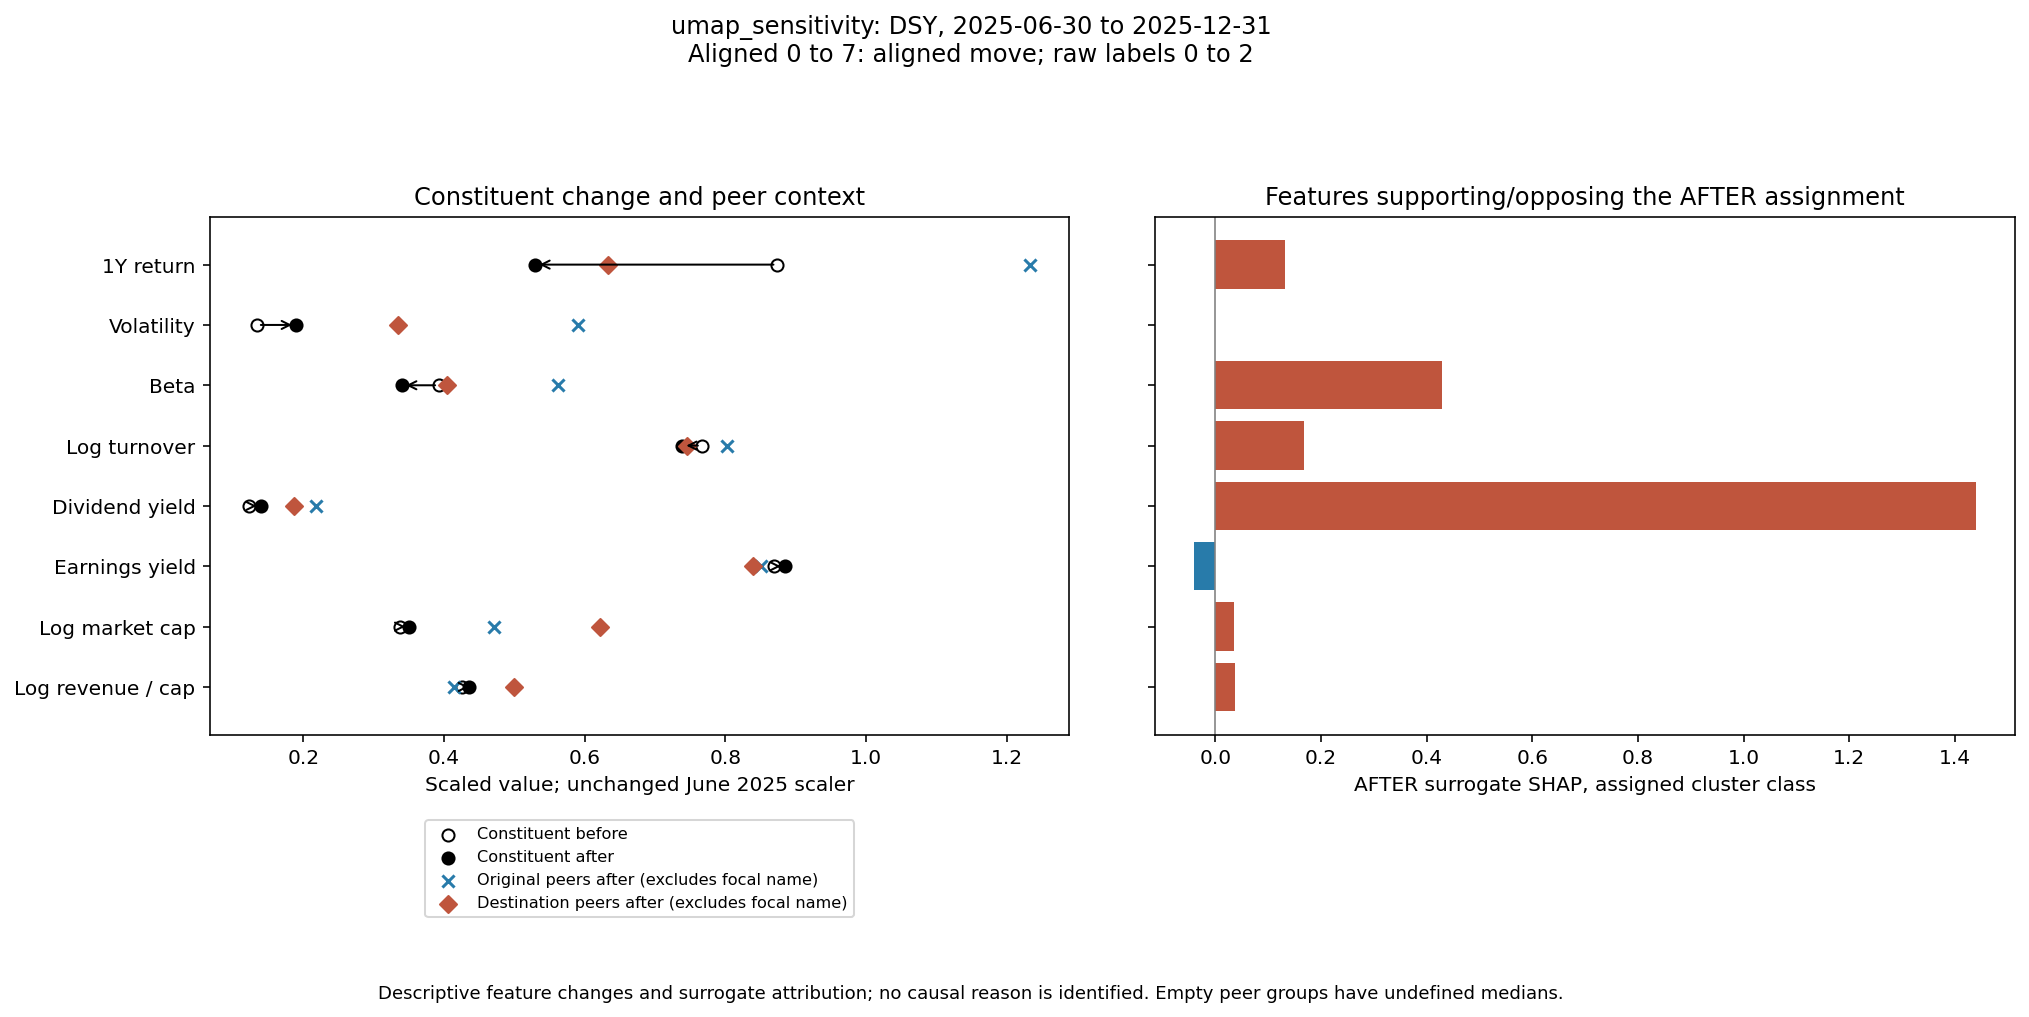 umap_sensitivity: DSY, 2025-06-30 to 2025-12-31
Aligned 0 to 7: aligned move; raw labels 0 to 2
Constituent change and peer context
1Y return
Volatility
Beta
Log turnover
Dividend yield
Earnings yield
Log market cap
Log revenue / cap
0.2 0.4 0.6 0.8 1.0 1.2
Scaled value; unchanged June 2025 scaler
Constituent before
Constituent after
Original peers after (excludes focal name)
Destination peers after (excludes focal name)
Features supporting/opposing the AFTER assignment
0.0 0.2 0.4 0.6 0.8 1.0 1.2 1.4
AFTER surrogate SHAP, assigned cluster class
Descriptive feature changes and surrogate attribution; no causal reason is identified. Empty peer groups have undefined medians.